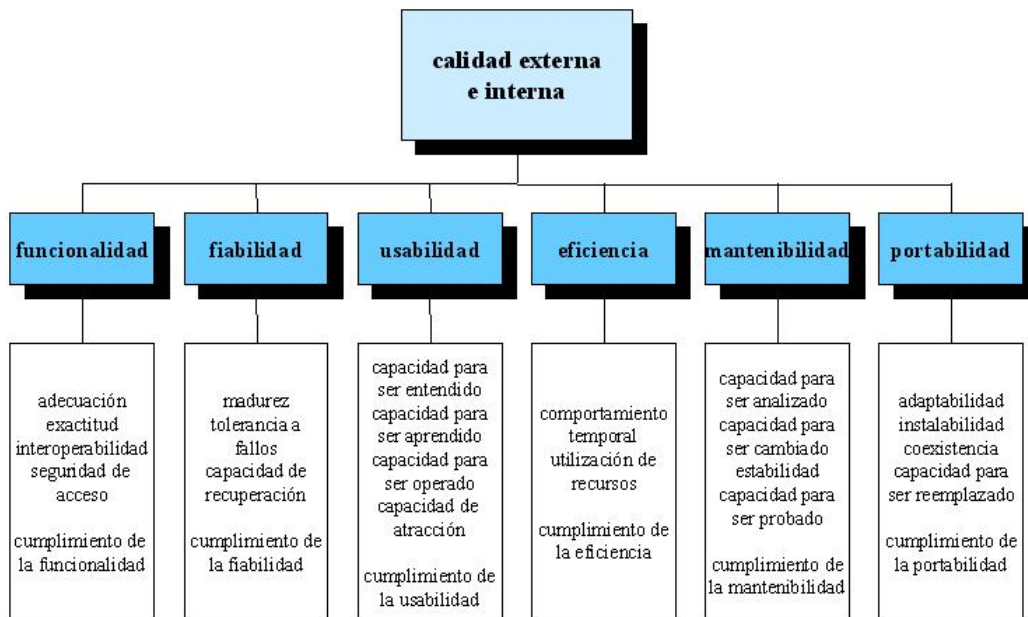 calidad externa
e interna
funcionalidad
fiabilidad
usabilidad
eficiencia
mantenibilidad
portabilidad
adecuación
exactitud
interoperabilidad
seguridad de
acceso
cumplimiento de
la funcionalidad
madurez
tolerancia a
fallos
capacidad de
recuperación
cumplimiento de
la fiabilidad
capacidad para
ser entendido
capacidad para
ser aprendido
capacidad para
ser operado
capacidad de
atracción
cumplimiento de
la usabilidad
comportamiento
temporal
utilización de
recursos
cumplimiento de
la eficiencia
capacidad para
ser analizado
capacidad para
ser cambiado
estabilidad
capacidad para
ser probado
cumplimiento de
la mantenibilidad
adaptabilidad
instalabilidad
coexistencia
capacidad para
ser reemplazado
cumplimiento de
la portabilidad